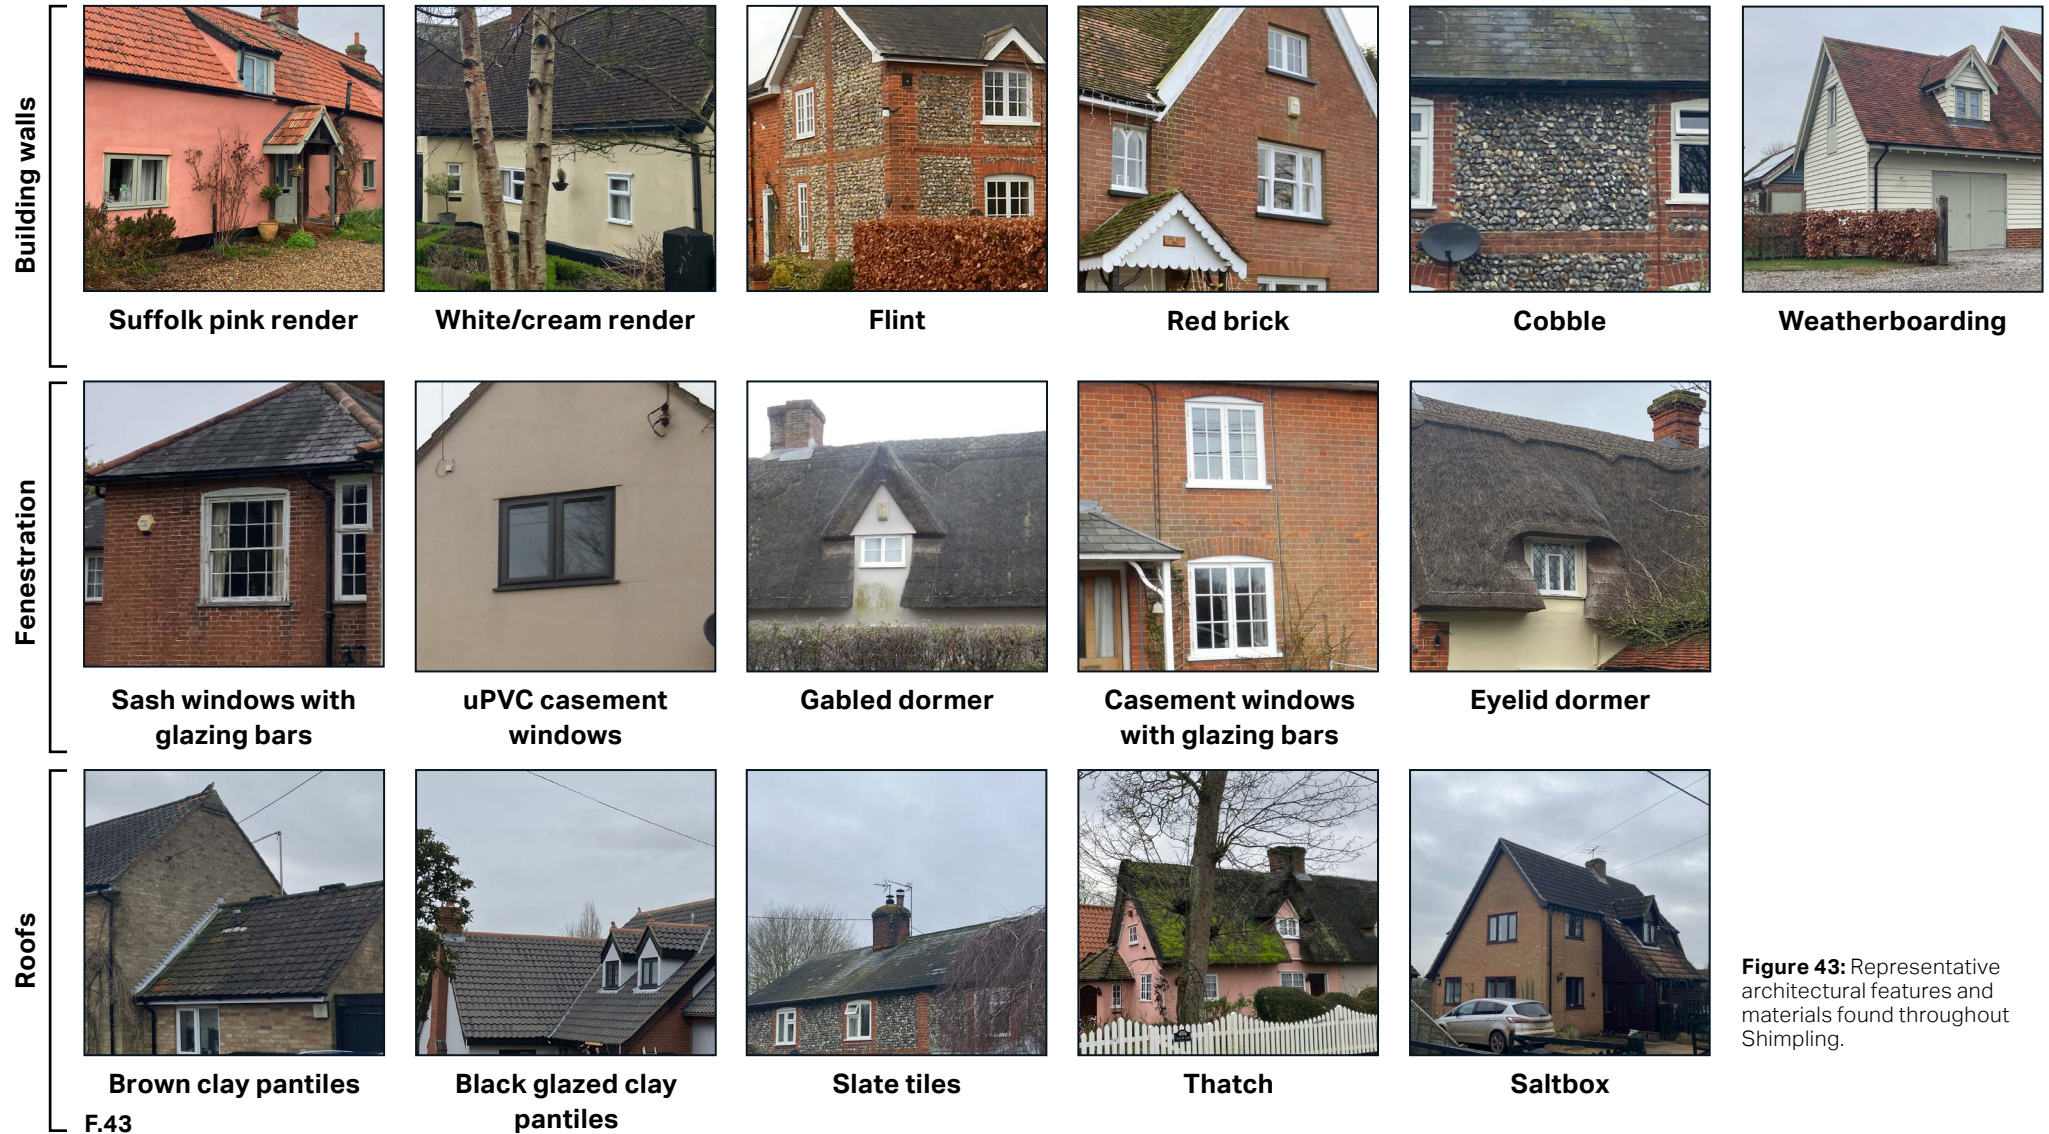 Building walls
Suffolk pink render
White/cream render
Flint
Red brick
Cobble
Weatherboarding
Fenestration
Sash windows with
glazing bars
uPVC casement
windows
Gabled dormer
Casement windows
with glazing bars
Eyelid dormer
Roofs
Brown clay pantiles
Black glazed clay
pantiles
Slate tiles
Thatch
Saltbox
F.43
Figure 43: Representative
architectural features and
materials found throughout
Shimpling.